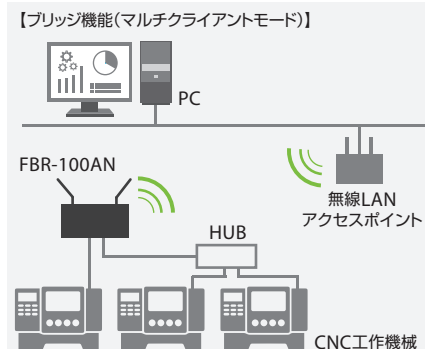 【ブリッジ機能(マルチクライアントモード)】
PC
FBR-100AN
無線LAN
アクセスポイント
HUB
CNC工作機械